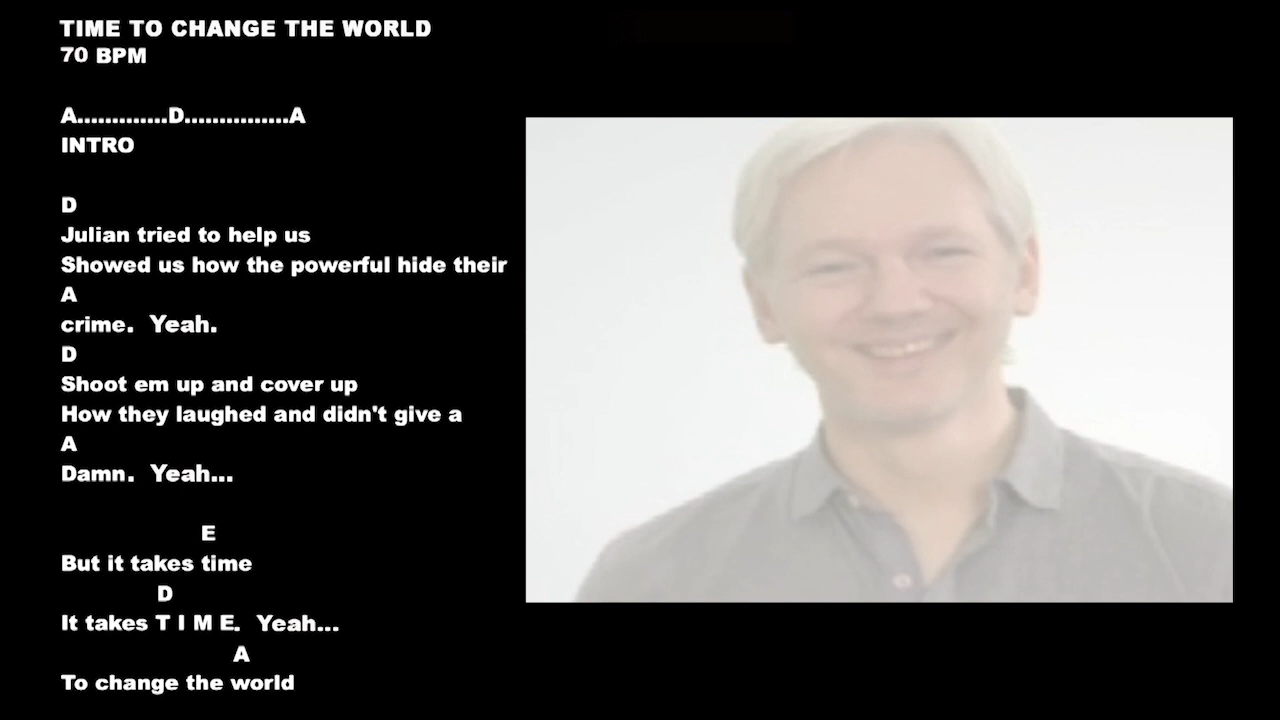 TIME TO CHANGE THE WORLD
70 BPM
A.............D...............A
INTRO
D
Julian tried to help us
Showed us how the powerful hide their
A
crime.  Yeah.
D
Shoot em up and cover up
How they laughed and didn't give a
A
Damn.  Yeah...
E
But it takes time
D
It takes T I M E.  Yeah...
A
To change the world